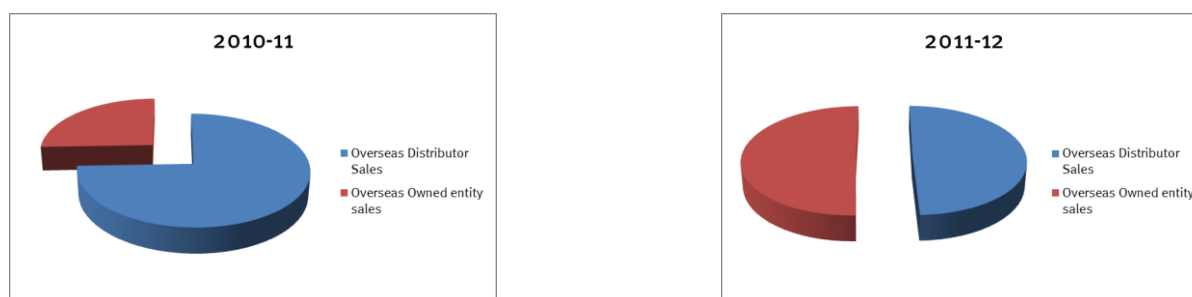 2010-11
Overseas Distributor
Sales
Overseas Owned entity
sales
2011-12
Overseas Distributor
Sales
Overseas Owned entity
sales